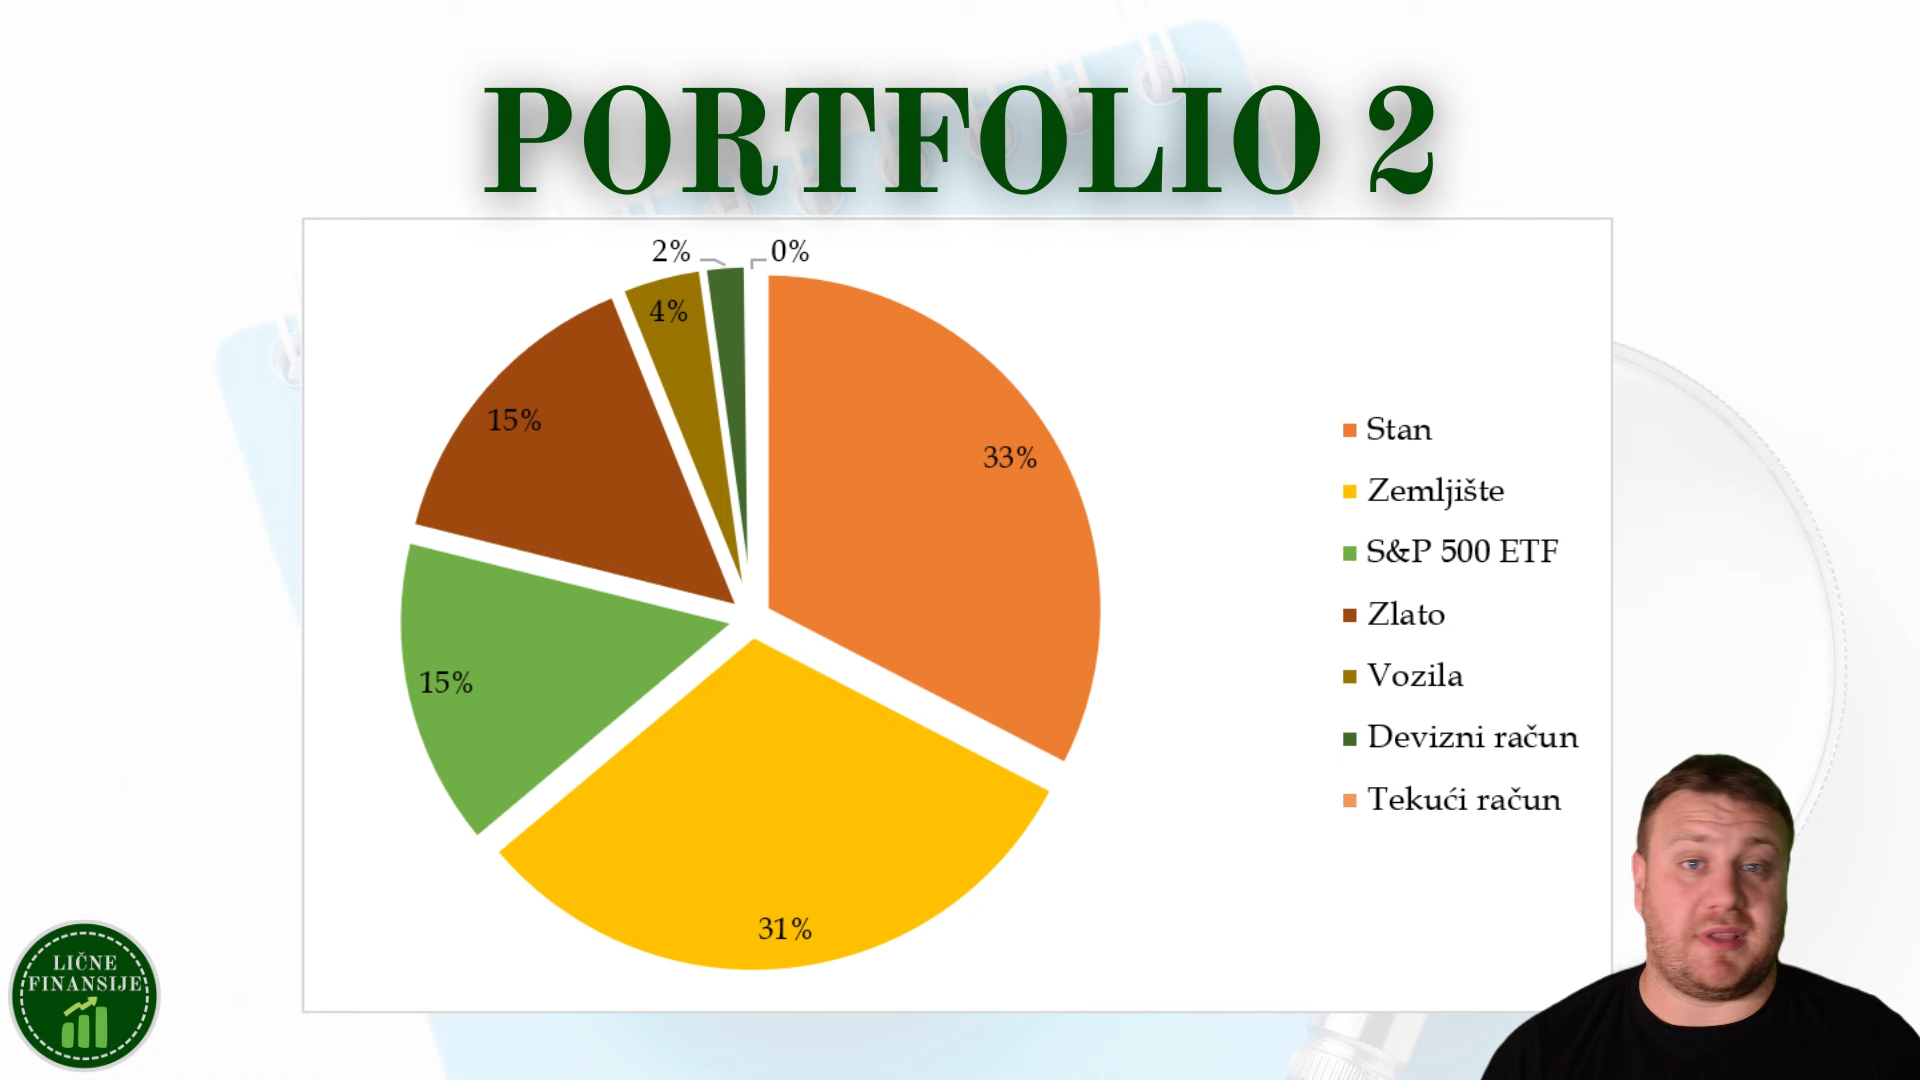 PORTFOLIO 2
2%
0%
4%
15%
33%
15%
31%
Stan
Zemljište
S&P 500 ETF
Zlato
Vozila
Devizni račun
Tekući račun
LIČNE
FINANSIJE